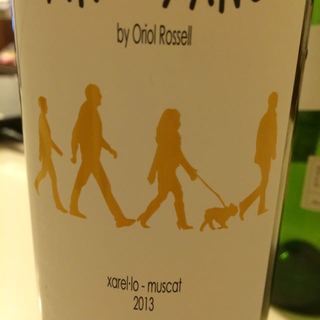 by Oriol Rossell
xarel·lo - muscat
2013